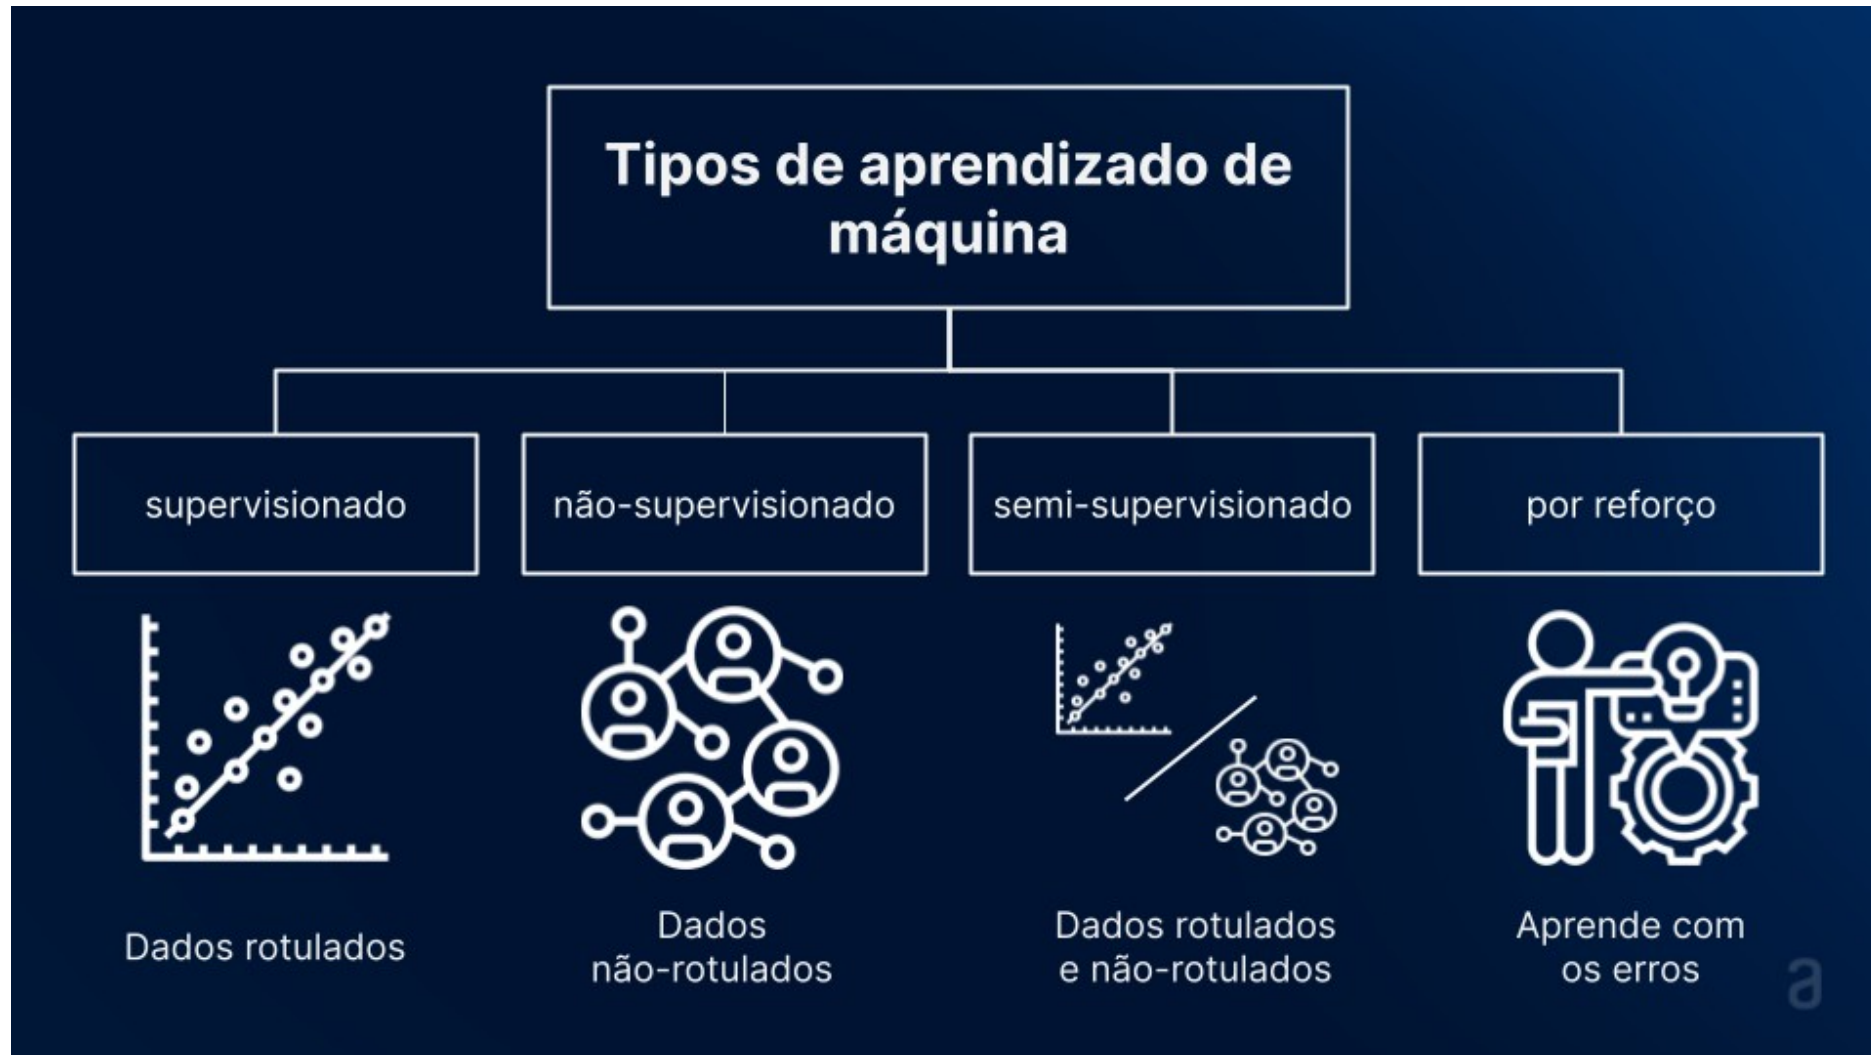 Tipos de aprendizado de
máquina
supervisionado
não-supervisionado
semi-supervisionado
por reforço
Dados rotulados
Dados
não-rotulados
Dados rotulados
e não-rotulados
Aprende com
os erros
a